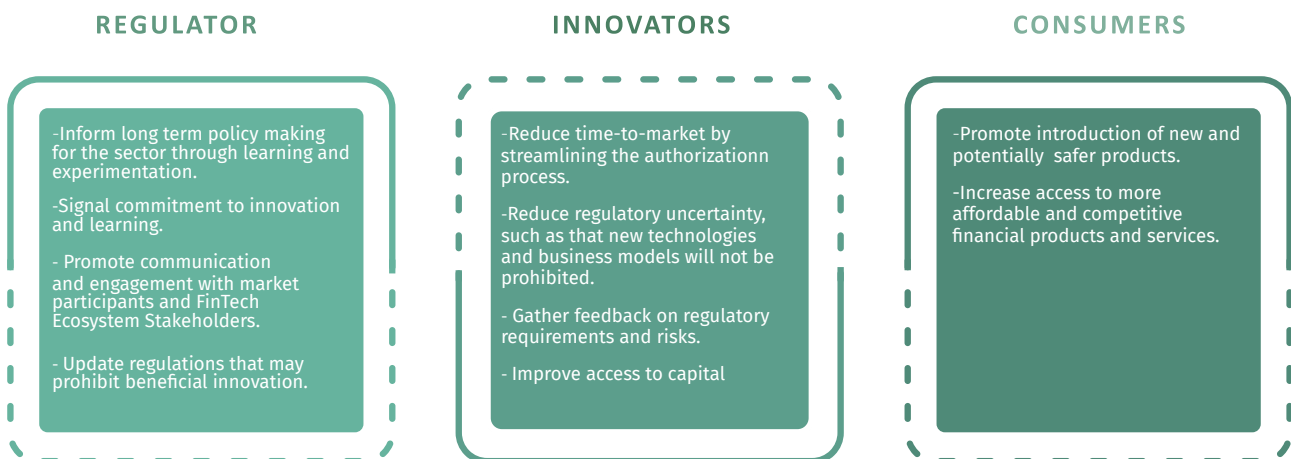 REGULATOR
-Inform long term policy making
for the sector through learning and
experimentation.
-Signal commitment to innovation
and learning.
- Promote communication
and engagement with market
participants and FinTech
Ecosystem Stakeholders.
- Update regulations that may
prohibit beneficial innovation.
INNOVATORS
-Reduce time-to-market by
streamlining the authorizationn
process.
-Reduce regulatory uncertainty,
such as that new technologies
and business models will not be
prohibited.
- Gather feedback on regulatory
requirements and risks.
- Improve access to capital
CONSUMERS
-Promote introduction of new and
potentially  safer products.
-Increase access to more
affordable and competitive
financial products and services.